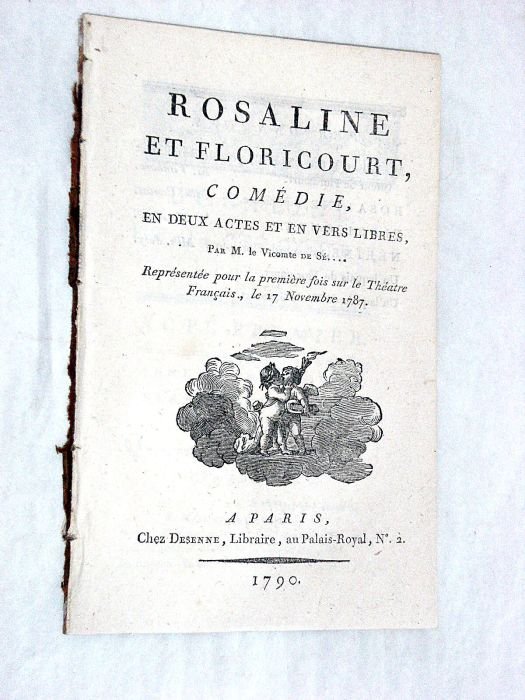 ROSALINE
ET FLORICOURT,
COMÉDIE,
EN DEUX ACTES ET EN VERS LIBRES,
PAR M. le Vicomte DE SÉ....
Représentée pour la première fois sur le Théatre
Français., le 17 Novembre 1787.
A PARIS,
Chez DESENNE, Libraire, au Palais-Royal, N°. 2.
1790.